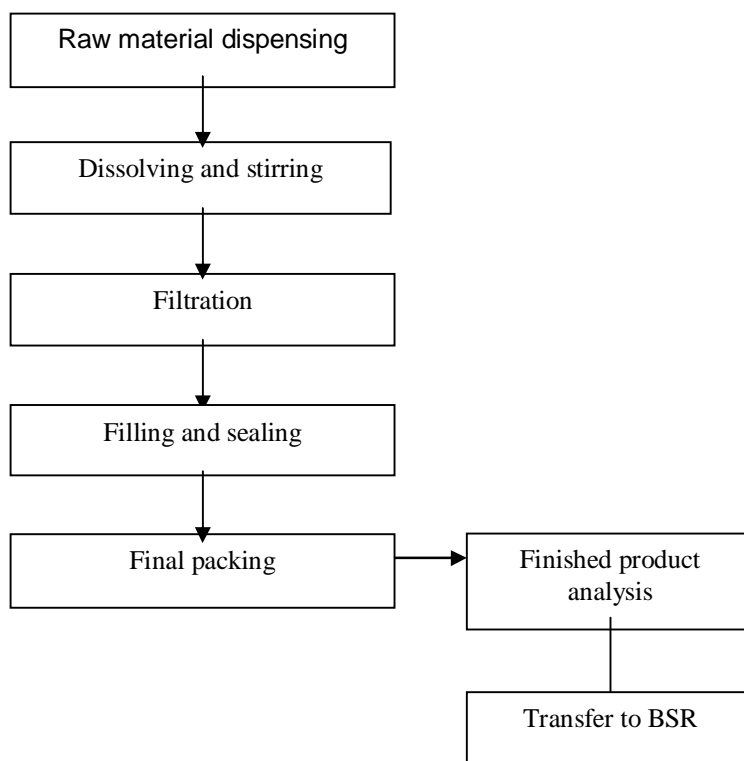 Raw material dispensing
Dissolving and stirring
Filtration
Filling and sealing
Final packing
Finished product
analysis
Transfer to BSR